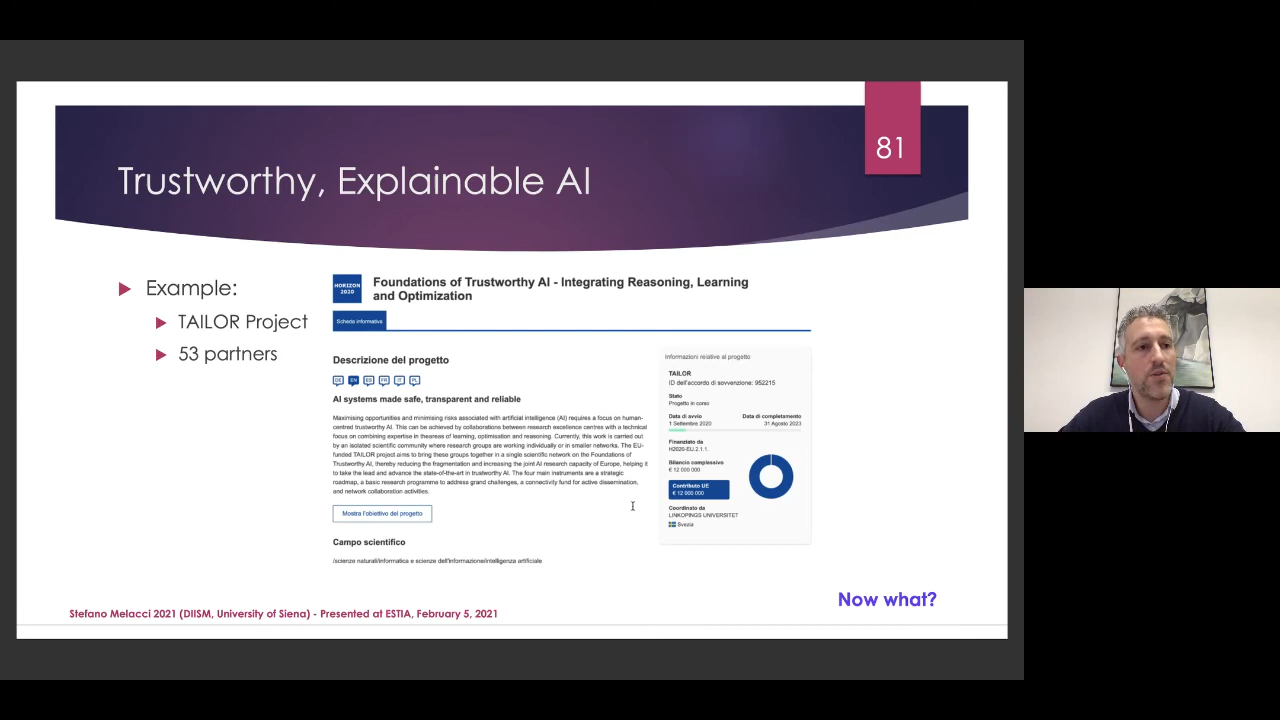 81
Trustworthy, Explainable AI
Example:
TAILOR Project
53 partners
HORIZON
2020
Foundations of Trustworthy AI - Integrating Reasoning, Learning
and Optimization
Scheda informativa
Descrizione del progetto
DE EN ES FR IT PL
AI systems made safe, transparent and reliable
Maximising opportunities and minimising risks associated with artificial intelligence (AI) requires a focus on human-
centred trustworthy AI. This can be achieved by collaborations between research excellence centres with a technical
focus on combining expertise in theareas of learning, optimisation and reasoning. Currently, this work is carried out
by an isolated scientific community where research groups are working individually or in smaller networks. The EU-
funded TAILOR project aims to bring these groups together in a single scientific network on the Foundations of
Trustworthy AI, thereby reducing the fragmentation and increasing the joint AI research capacity of Europe, helping it
to take the lead and advance the state-of-the-art in trustworthy AI. The four main instruments are a strategic
roadmap, a basic research programme to address grand challenges, a connectivity fund for active dissemination,
and network collaboration activities.
Mostra l'obiettivo del progetto
Campo scientifico
/scienze naturali/informatica e scienze dell'informazione/intelligenza artificiale
Informazioni relative al progetto
TAILOR
ID dell'accordo di sovvenzione: 952215
Stato
Progetto in corso
Data di avvio
1 Settembre 2020
Data di completamento
31 Agosto 2023
Finanziato da
H2020-EU.2.1.1.
Bilancio complessivo
€ 12 000 000
Contributo UE
€ 12 000 000
Coordinato da
LINKOPINGS UNIVERSITET
Svezia
Now what?
Stefano Melacci 2021 (DIISM, University of Siena) - Presented at ESTIA, February 5, 2021